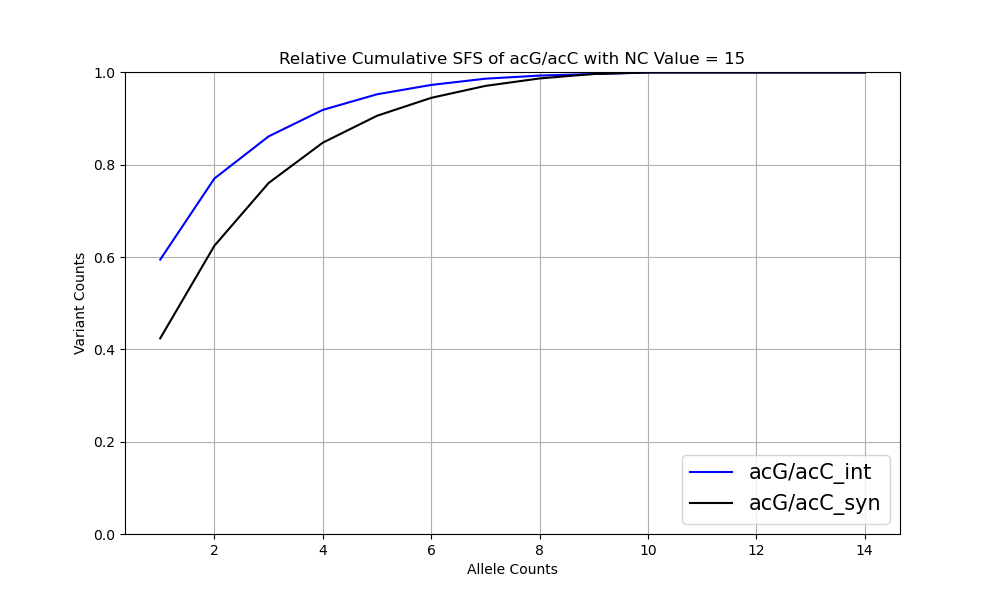 Relative Cumulative SFS of acG/acC with NC Value = 15
1.0
0.8
0.6
0.4
0.2
0.0
Variant Counts
acG/acC_int
acG/acC_syn
2 4 6 8 10 12 14
Allele Counts